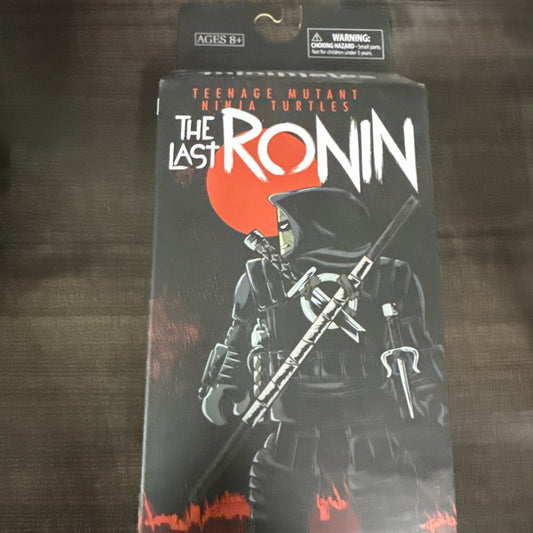 AGES 8+
WARNING:
CHOKING HAZARD - Small parts.
Not for children under 3 years.
TEENAGE MUTANT
NINJA TURTLES
THE LAST RONIN